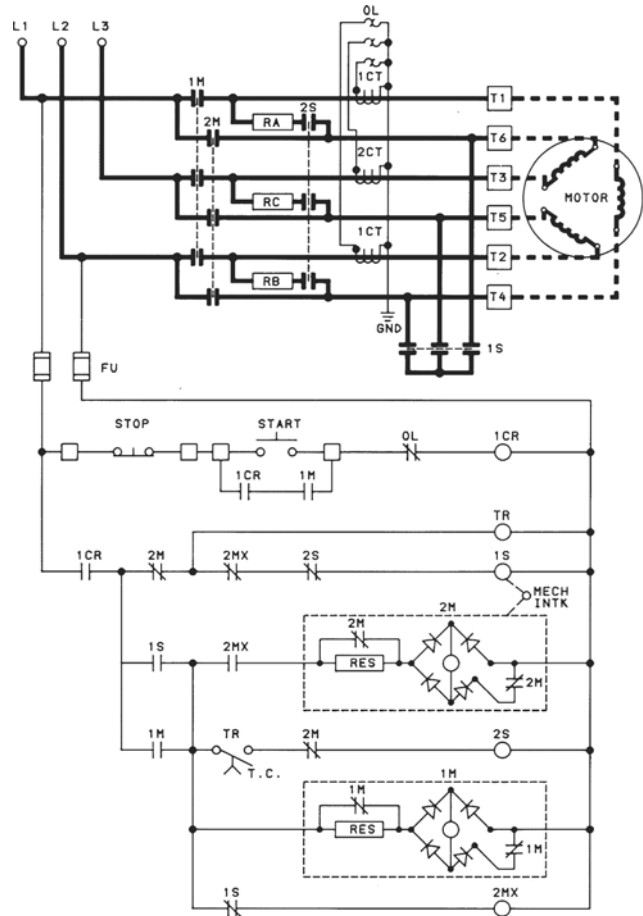 L1 L2 L3 OL
1M 1CT T1
RA 2S
2M T6
2CT T3
RC T5
MOTOR
1CT T2
RB T4
GND
1S
FU
STOP START OL 1CR
1CR 1M
TR
1CR 2M 2MX 2S 1S
MECH
INTK
2M
1S 2MX 2M
RES 2M
1M TR 2M 2S
T.C.
1M
1M
RES 1M
1S 2MX